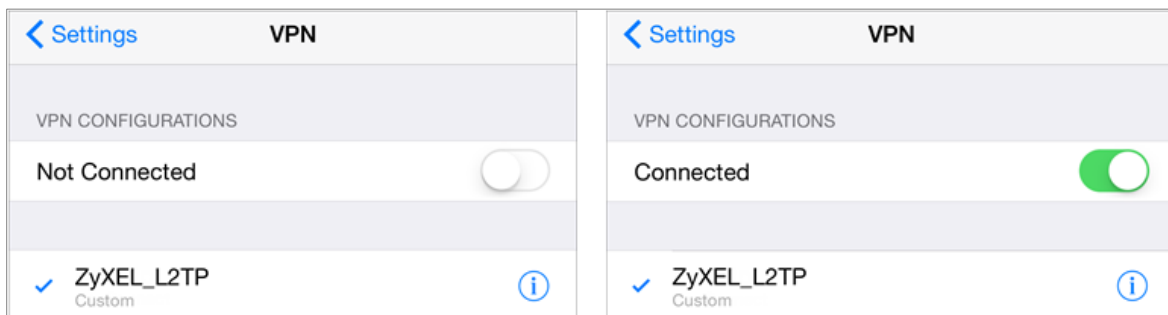 Settings
VPN
VPN CONFIGURATIONS
Not Connected
ZyXEL_L2TP
Custom
Settings
VPN
VPN CONFIGURATIONS
Connected
ZyXEL_L2TP
Custom